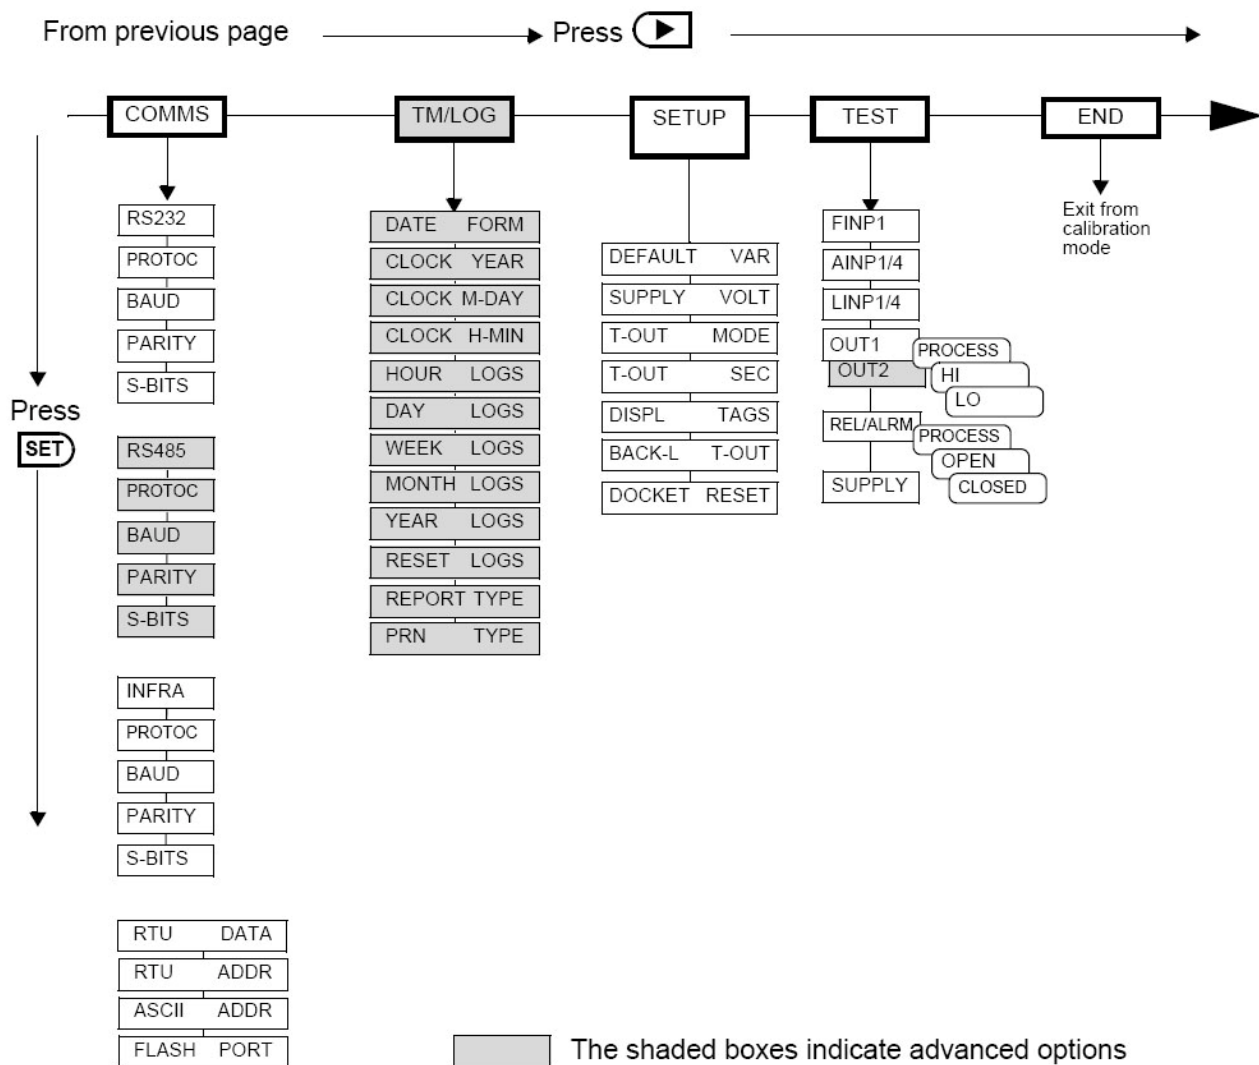 From previous page
Press
COMMS
TM/LOG
SETUP
TEST
END
Press
SET
RS232
PROTOC
BAUD
PARITY
S-BITS
RS485
PROTOC
BAUD
PARITY
S-BITS
INFRA
PROTOC
BAUD
PARITY
S-BITS
RTU DATA
RTU ADDR
ASCII ADDR
FLASH PORT
DATE FORM
CLOCK YEAR
CLOCK M-DAY
CLOCK H-MIN
HOUR LOGS
DAY LOGS
WEEK LOGS
MONTH LOGS
YEAR LOGS
RESET LOGS
REPORT TYPE
PRN TYPE
DEFAULT VAR
SUPPLY VOLT
T-OUT MODE
T-OUT SEC
DISPL TAGS
BACK-L T-OUT
DOCKET RESET
FINP1
AINP1/4
LINP1/4
OUT1
OUT2
PROCESS
HI
LO
REL/ALRM
PROCESS
OPEN
CLOSED
SUPPLY
Exit from
calibration
mode
The shaded boxes indicate advanced options